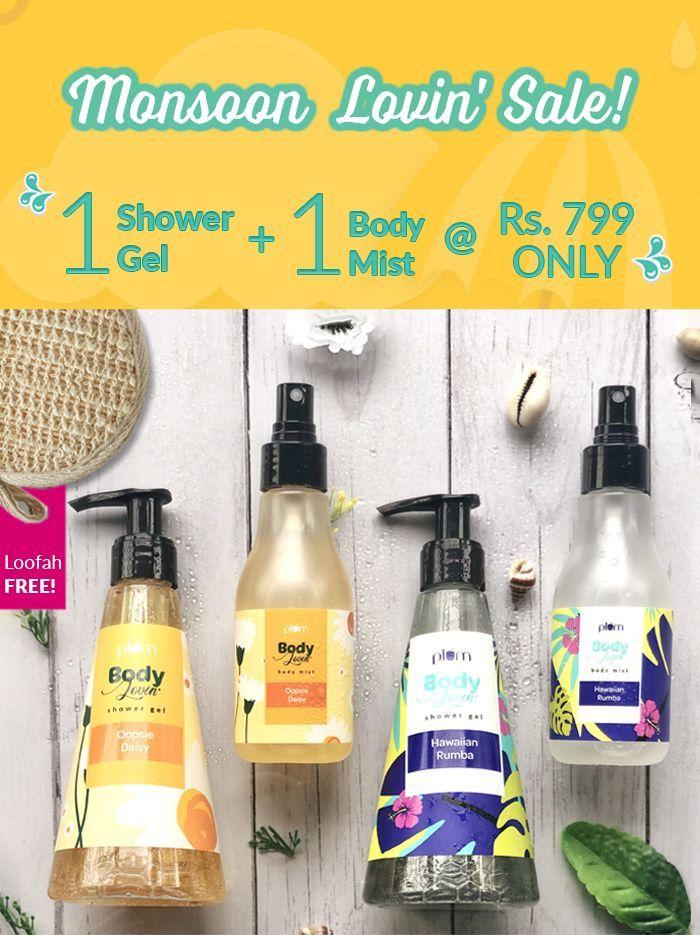 Monsoon Lovin' Sale!
1 Shower Gel + 1 Body Mist @ Rs. 799 ONLY
Loofah
FREE!
plum
Body
Lovin'
shower gel
Oopsie
Daisy
plum
Body
Lovin'
body mist
Oopsie
Daisy
plum
Body
Lovin'
shower gel
Hawaiian
Rumba
plum
Body
Lovin'
body mist
Hawaiian
Rumba